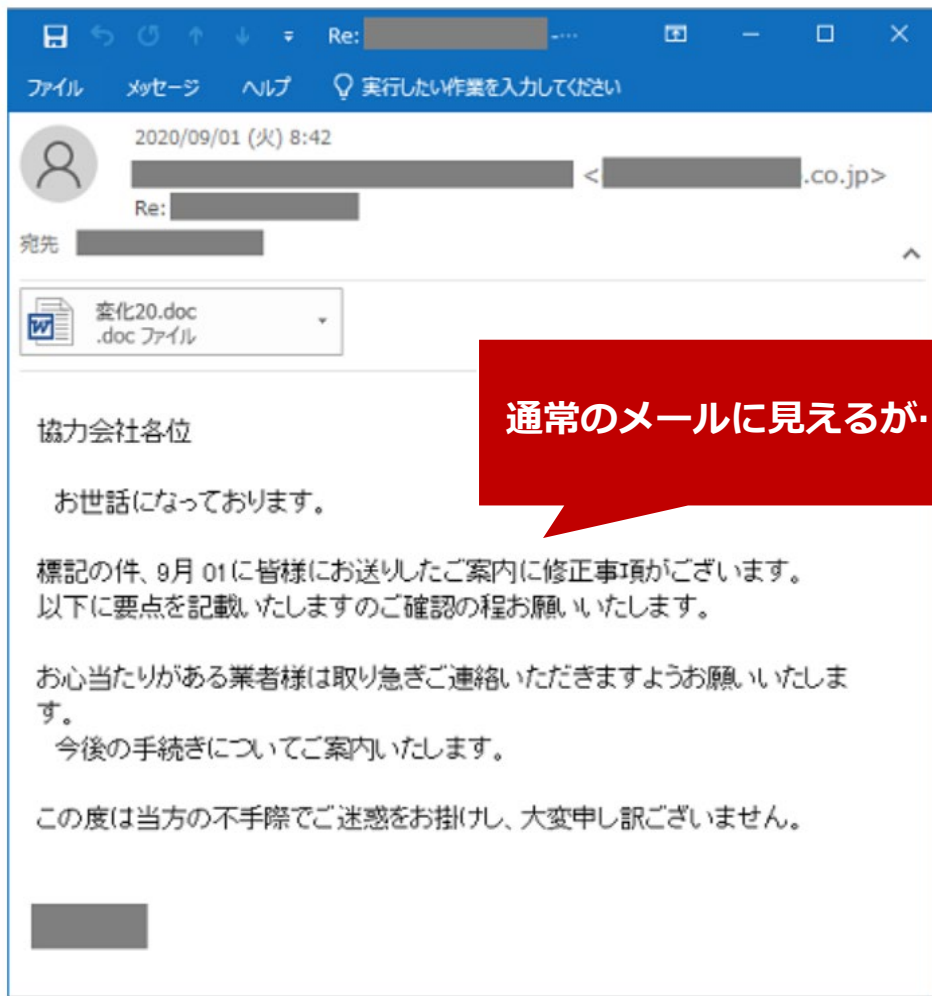 Re: -…
ファイル メッセージ ヘルプ 実行したい作業を入力してください
2020/09/01 (火) 8:42
< .co.jp>
Re:
宛先
変化20.doc
.doc ファイル
通常のメールに見えるが‥
協力会社各位
お世話になっております。
標記の件、9月 01に皆様にお送りしたご案内に修正事項がございます。
以下に要点を記載いたしますのご確認の程お願いいたします。
お心当たりがある業者様は取り急ぎご連絡いただきますようお願いいたしま
す。
今後の手続きについてご案内いたします。
この度は当方の不手際でご迷惑をお掛けし、大変申し訳ございません。